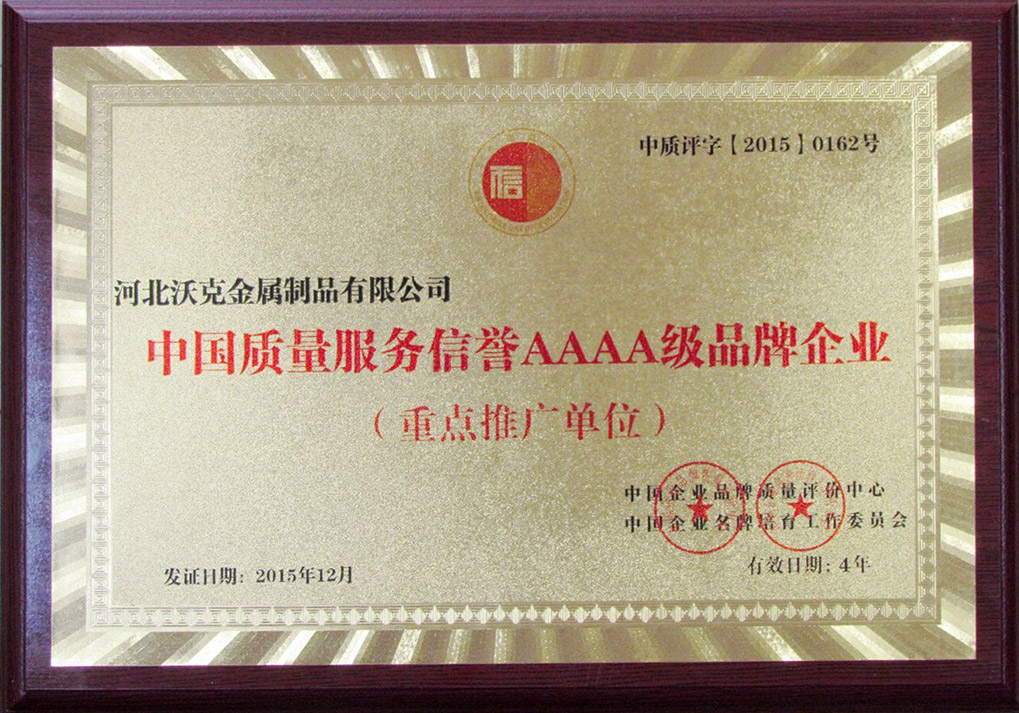 中质评字【2015】0162号
信
河北沃克金属制品有限公司
中国质量服务信誉AAAA级品牌企业
（重点推广单位）
中国企业品牌质量评价中心
中国企业名牌培育工作委员会
发证日期：2015年12月
有效日期：4年